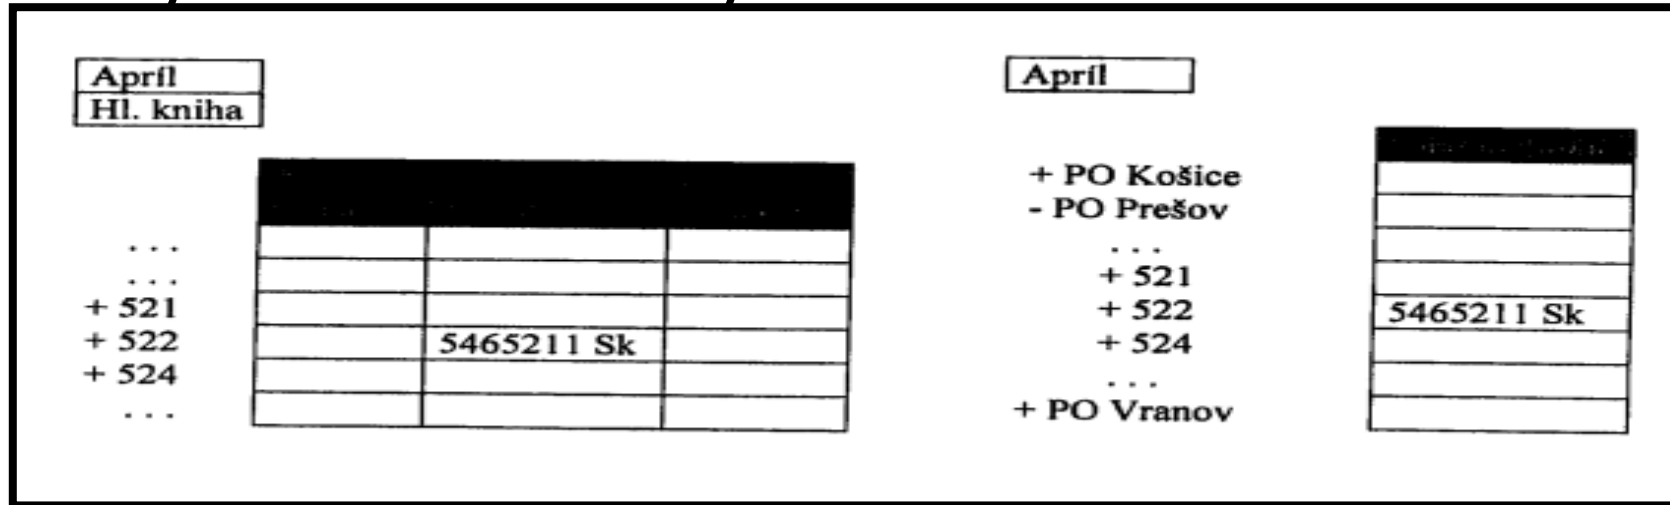 Apríl
Hl. kniha
. . .
. . .
+ 521
+ 522 5465211 Sk
+ 524
. . .
Apríl
+ PO Košice
- PO Prešov
. . .
+ 521
+ 522 5465211 Sk
+ 524
. . .
+ PO Vranov